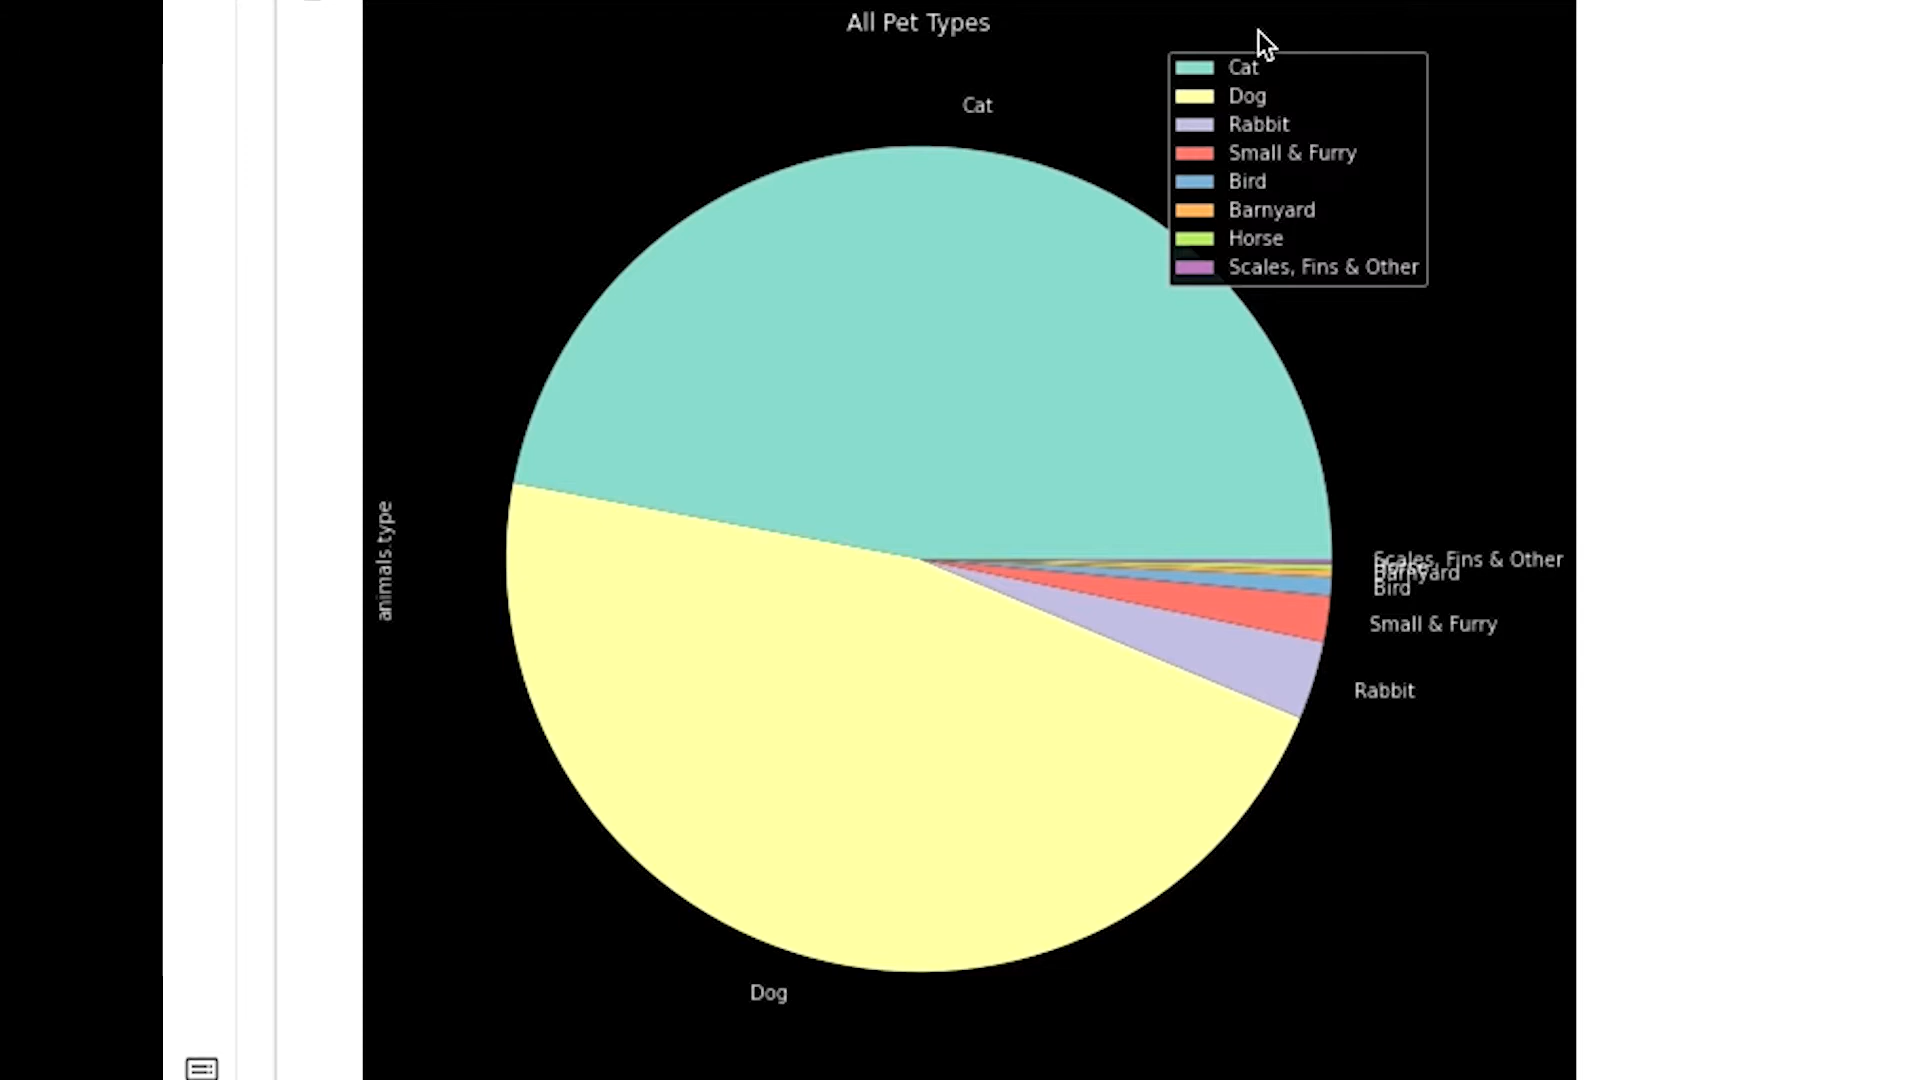 All Pet Types
Cat
Cat
Dog
Rabbit
Small & Furry
Bird
Barnyard
Horse
Scales, Fins & Other
animals.type
Scales, Fins & Other
Horse
Barnyard
Bird
Small & Furry
Rabbit
Dog